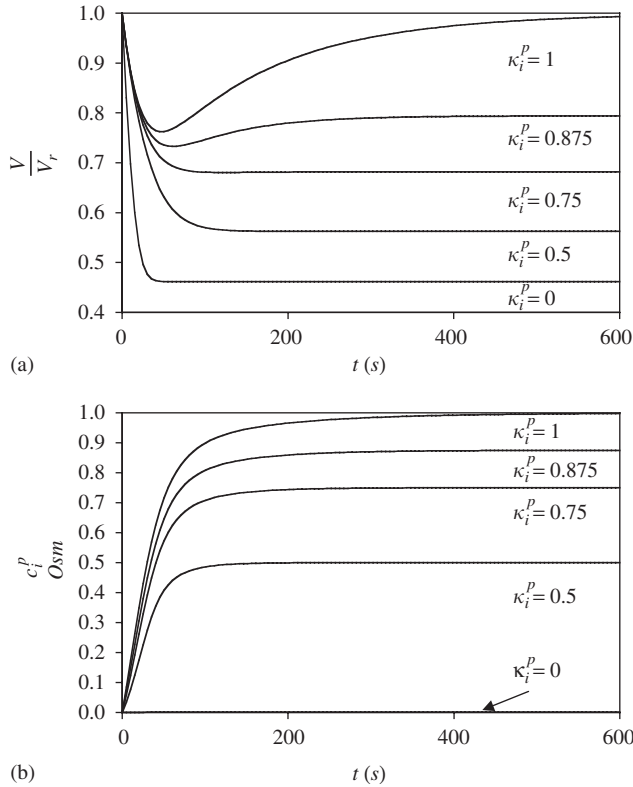 1.0
κ_i^p = 1
0.9
0.8
κ_i^p = 0.875
V
V_r
0.7
κ_i^p = 0.75
0.6
κ_i^p = 0.5
0.5
κ_i^p = 0
0.4
0 200 400 600
(a) t (s)
1.0
κ_i^p = 1
0.9
κ_i^p = 0.875
0.8
κ_i^p = 0.75
0.7
0.6
c_i^p
Osm
0.5
0.4
κ_i^p = 0.5
0.3
0.2
κ_i^p = 0
0.1
0.0
0 200 400 600
(b) t (s)